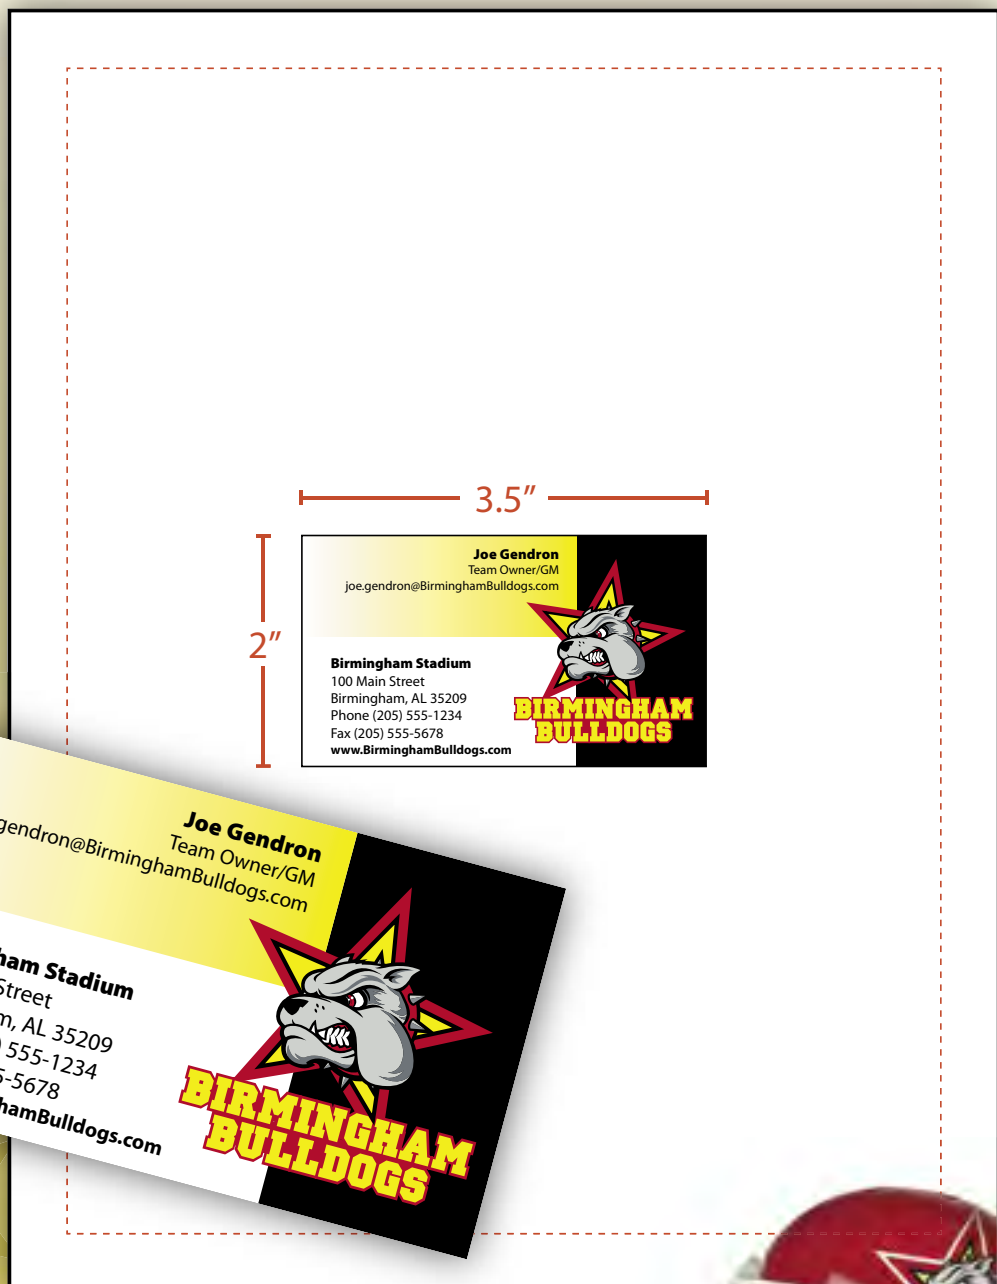 3.5”
2”
Joe Gendron
Team Owner/GM
joe.gendron@BirminghamBulldogs.com
Birmingham Stadium
100 Main Street
Birmingham, AL 35209
Phone (205) 555-1234
Fax (205) 555-5678
www.BirminghamBulldogs.com
BIRMINGHAM
BULLDOGS
Joe Gendron
Team Owner/GM
gendron@BirminghamBulldogs.com
ham Stadium
Street
m, AL 35209
) 555-1234
5-5678
hamBulldogs.com
BIRMINGHAM
BULLDOGS